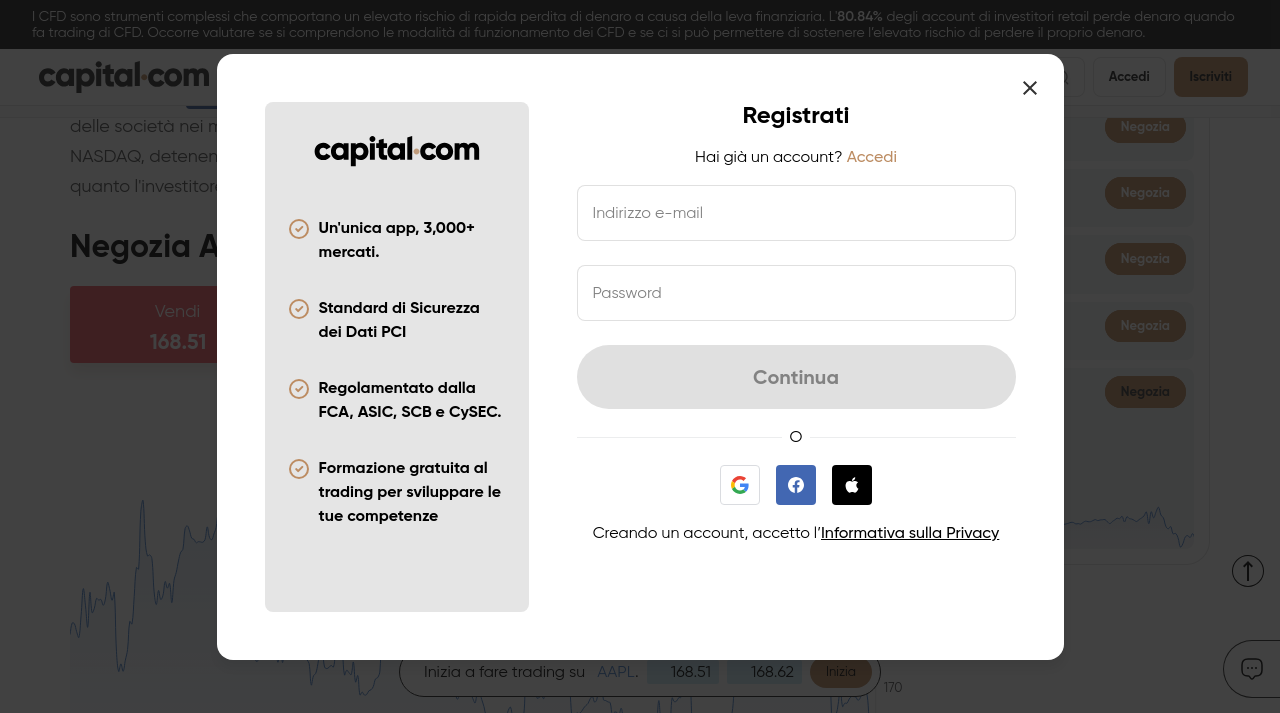 I CFD sono strumenti complessi che comportano un elevato rischio di rapida perdita di denaro a causa della leva finanziaria. L'80.84% degli account di investitori retail perde denaro quando
fa trading di CFD. Occorre valutare se si comprendono le modalità di funzionamento dei CFD e se ci si può permettere di sostenere l'elevato rischio di perdere il proprio denaro.
capital.com
Accedi
Iscriviti
delle società nei m
NASDAQ, detenen
quanto l'investitore
Negozia A
Vendi
168.51
capital.com
Un'unica app, 3,000+
mercati.
Standard di Sicurezza
dei Dati PCI
Regolamentato dalla
FCA, ASIC, SCB e CySEC.
Formazione gratuita al
trading per sviluppare le
tue competenze
Registrati
Hai già un account? Accedi
Indirizzo e-mail
Password
Continua
O
Creando un account, accetto l'Informativa sulla Privacy
Negozia
Negozia
Negozia
Negozia
Negozia
Inizia a fare trading su AAPL. 168.51 168.62 Inizia
170